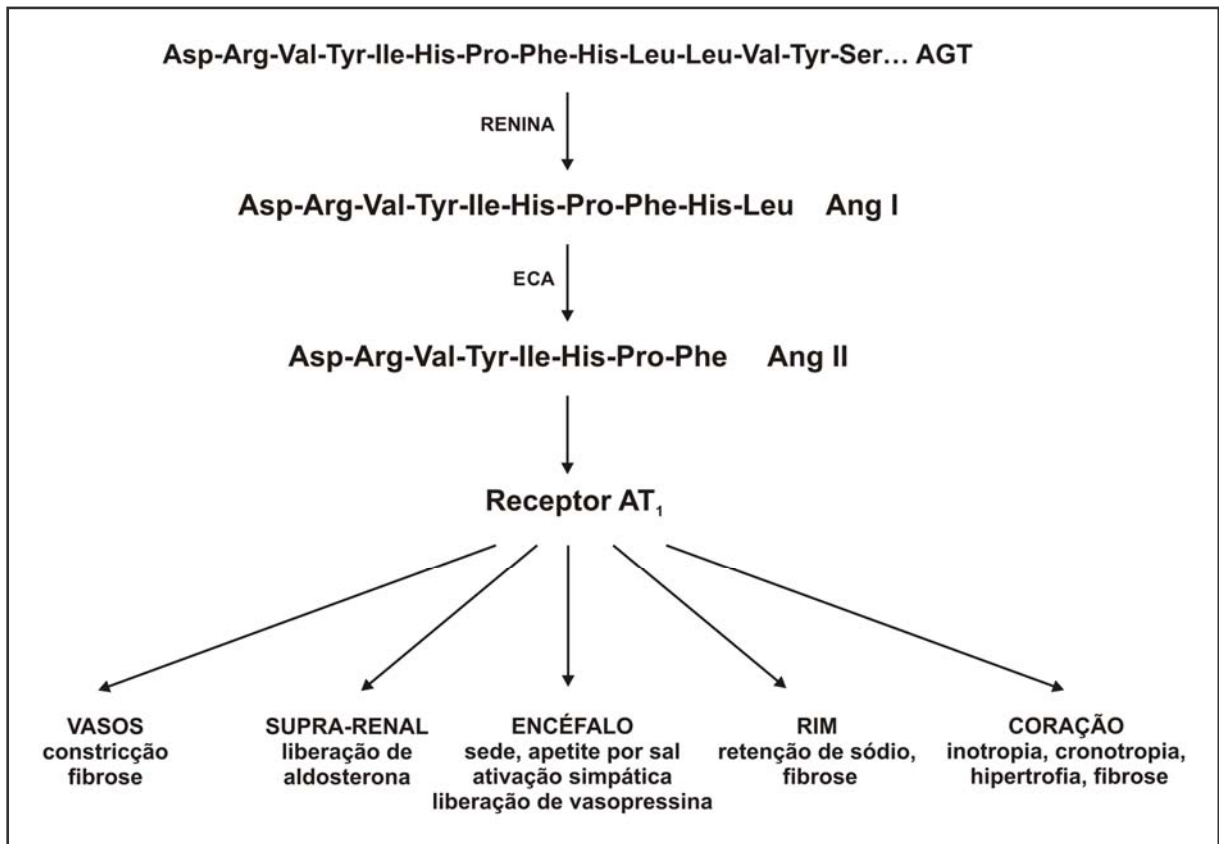 Asp-Arg-Val-Tyr-Ile-His-Pro-Phe-His-Leu-Leu-Val-Tyr-Ser... AGT
RENINA
Asp-Arg-Val-Tyr-Ile-His-Pro-Phe-His-Leu Ang I
ECA
Asp-Arg-Val-Tyr-Ile-His-Pro-Phe Ang II
Receptor AT₁
VASOS
constricção
fibrose
SUPRA-RENAL
liberação de
aldosterona
ENCÉFALO
sede, apetite por sal
ativação simpática
liberação de vasopressina
RIM
retenção de sódio,
fibrose
CORAÇÃO
inotropia, cronotropia,
hipertrofia, fibrose